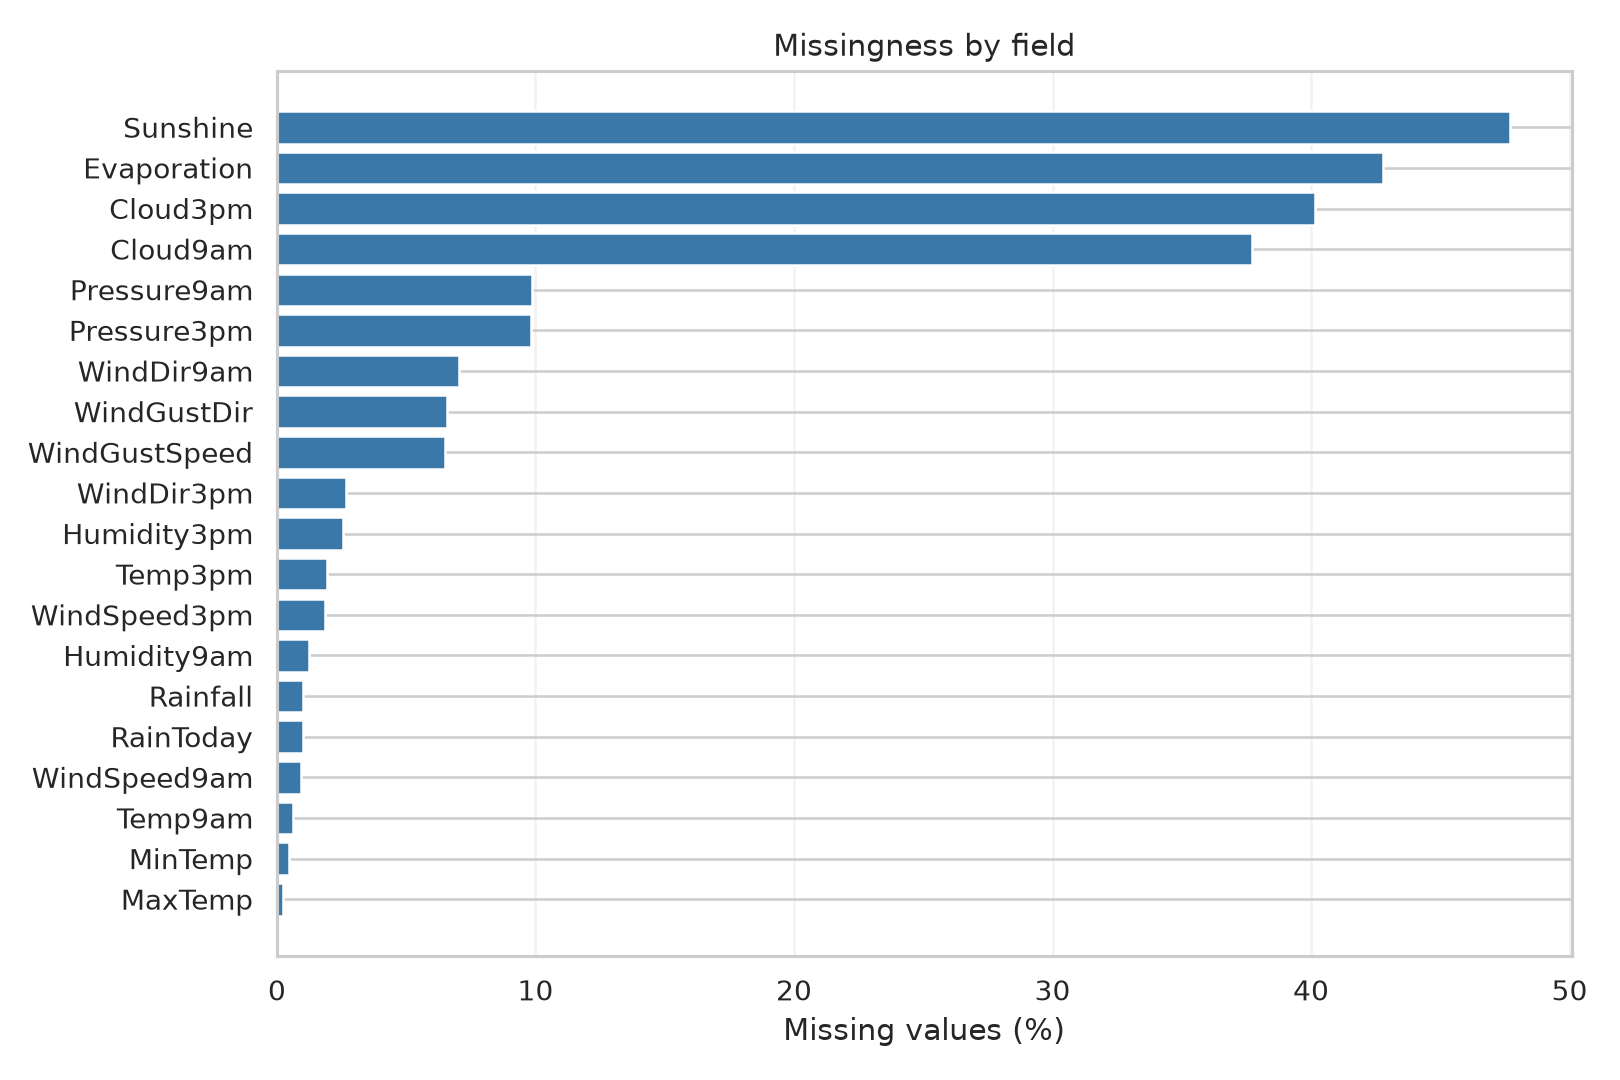 Missingness by field
Sunshine
Evaporation
Cloud3pm
Cloud9am
Pressure9am
Pressure3pm
WindDir9am
WindGustDir
WindGustSpeed
WindDir3pm
Humidity3pm
Temp3pm
WindSpeed3pm
Humidity9am
Rainfall
RainToday
WindSpeed9am
Temp9am
MinTemp
MaxTemp
0 10 20 30 40 50
Missing values (%)